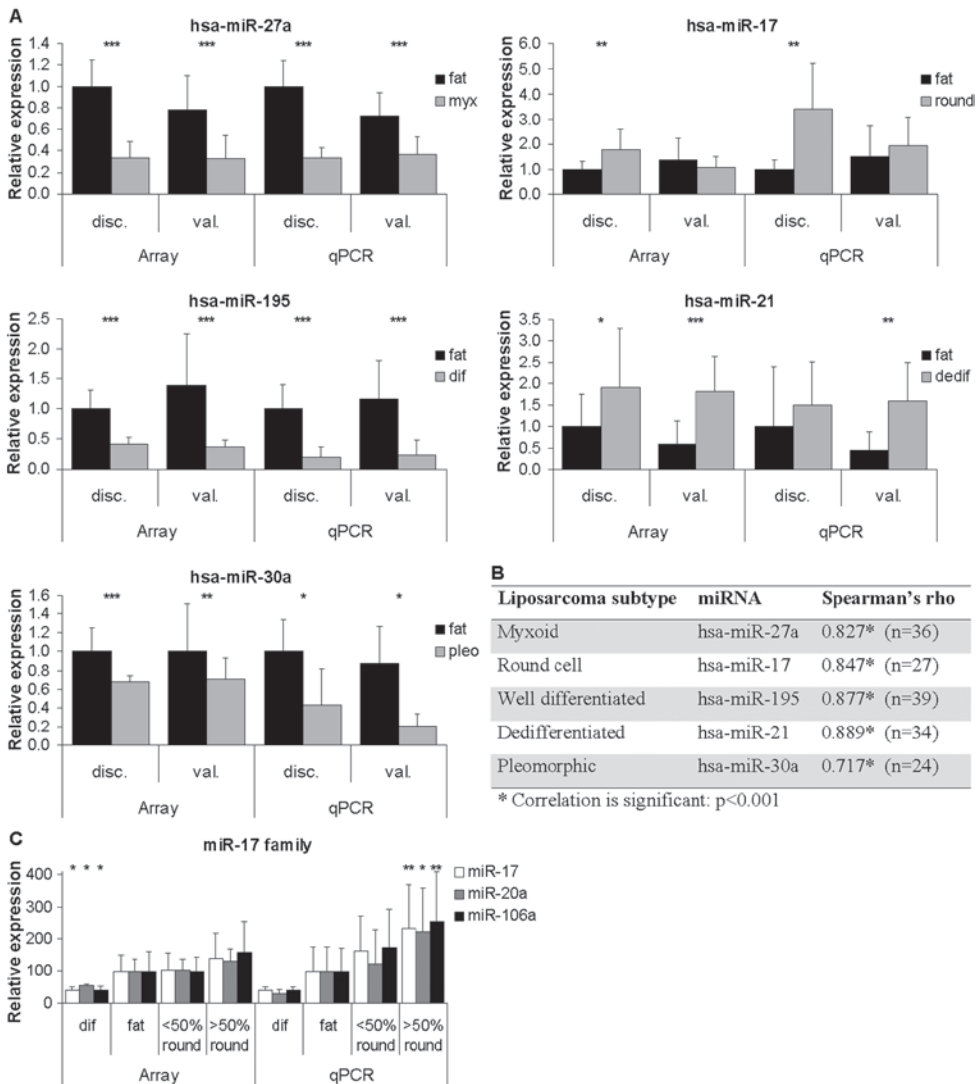 A
hsa-miR-27a
*** *** *** ***
Relative expression
1.4
1.2
1.0
0.8
0.6
0.4
0.2
0.0
fat
myx
disc. val. disc. val.
Array qPCR
hsa-miR-17
** **
Relative expression
6.0
5.0
4.0
3.0
2.0
1.0
0.0
fat
round
disc. val. disc. val.
Array qPCR
hsa-miR-195
*** *** *** ***
Relative expression
2.5
2.0
1.5
1.0
0.5
0.0
fat
dif
disc. val. disc. val.
Array qPCR
hsa-miR-21
* *** **
Relative expression
3.5
3.0
2.5
2.0
1.5
1.0
0.5
0.0
fat
dedif
disc. val. disc. val.
Array qPCR
hsa-miR-30a
*** ** * *
Relative expression
1.6
1.4
1.2
1.0
0.8
0.6
0.4
0.2
0.0
fat
pleo
disc. val. disc. val.
Array qPCR
B
Liposarcoma subtype miRNA Spearman's rho
Myxoid hsa-miR-27a 0.827* (n=36)
Round cell hsa-miR-17 0.847* (n=27)
Well differentiated hsa-miR-195 0.877* (n=39)
Dedifferentiated hsa-miR-21 0.889* (n=34)
Pleomorphic hsa-miR-30a 0.717* (n=24)
* Correlation is significant: p<0.001
C
miR-17 family
* * * ** * **
Relative expression
400
300
200
100
0
miR-17
miR-20a
miR-106a
dif fat <50% >50% dif fat <50% >50%
round round round round
Array qPCR